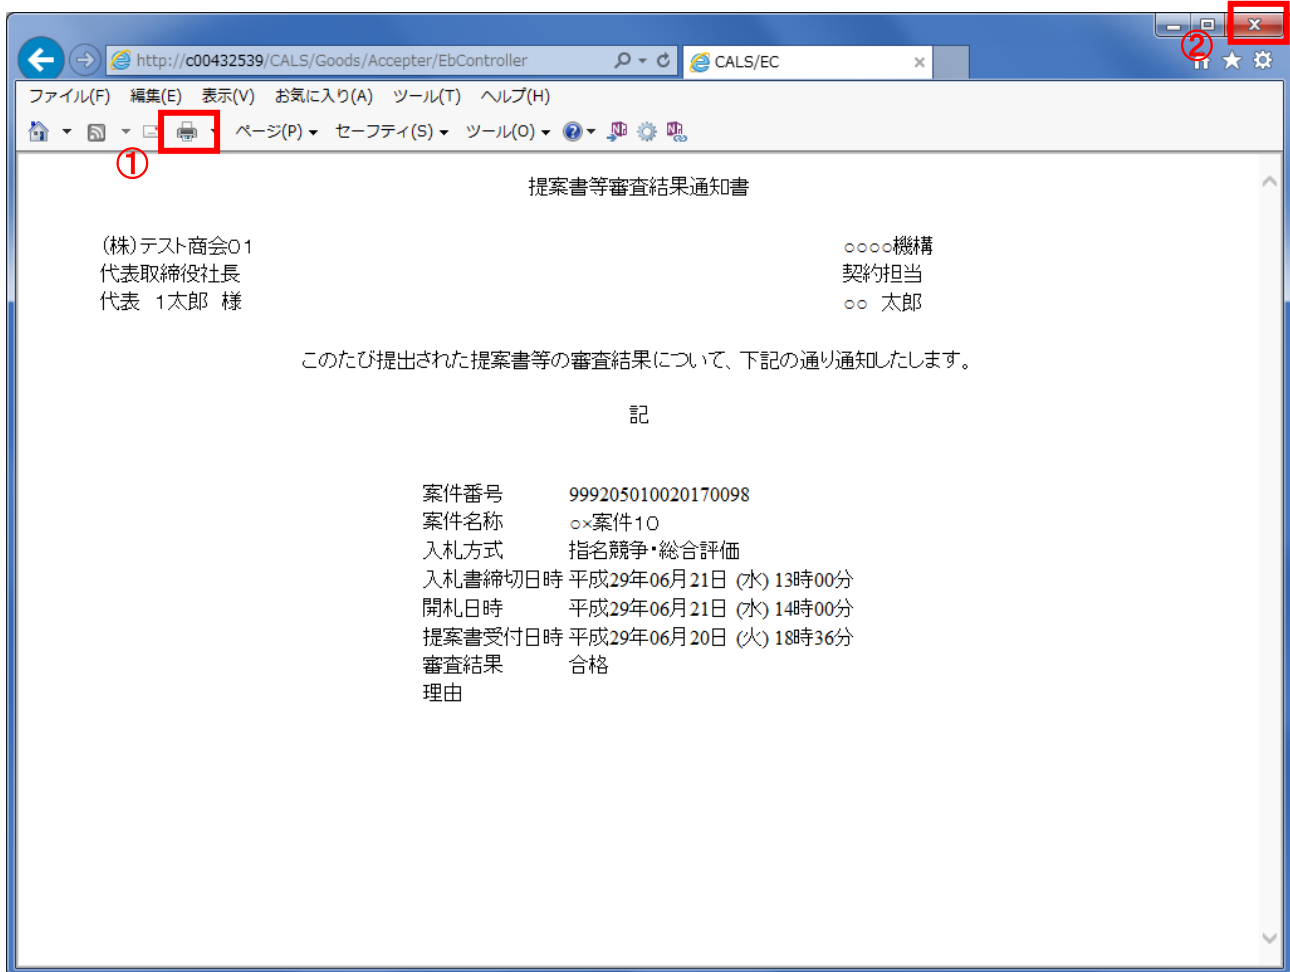 ②
http://c00432539/CALS/Goods/Accepter/EbController
CALS/EC
ファイル(F) 編集(E) 表示(V) お気に入り(A) ツール(T) ヘルプ(H)
ページ(P) セーフティ(S) ツール(O)
①
提案書等審査結果通知書
(株)テスト商会01
代表取締役社長
代表 1太郎 様
○○○○機構
契約担当
○○ 太郎
このたび提出された提案書等の審査結果について、下記の通り通知いたします。
記
案件番号 999205010020170098
案件名称 ○×案件10
入札方式 指名競争・総合評価
入札書締切日時 平成29年06月21日 (水) 13時00分
開札日時 平成29年06月21日 (水) 14時00分
提案書受付日時 平成29年06月20日 (火) 18時36分
審査結果 合格
理由